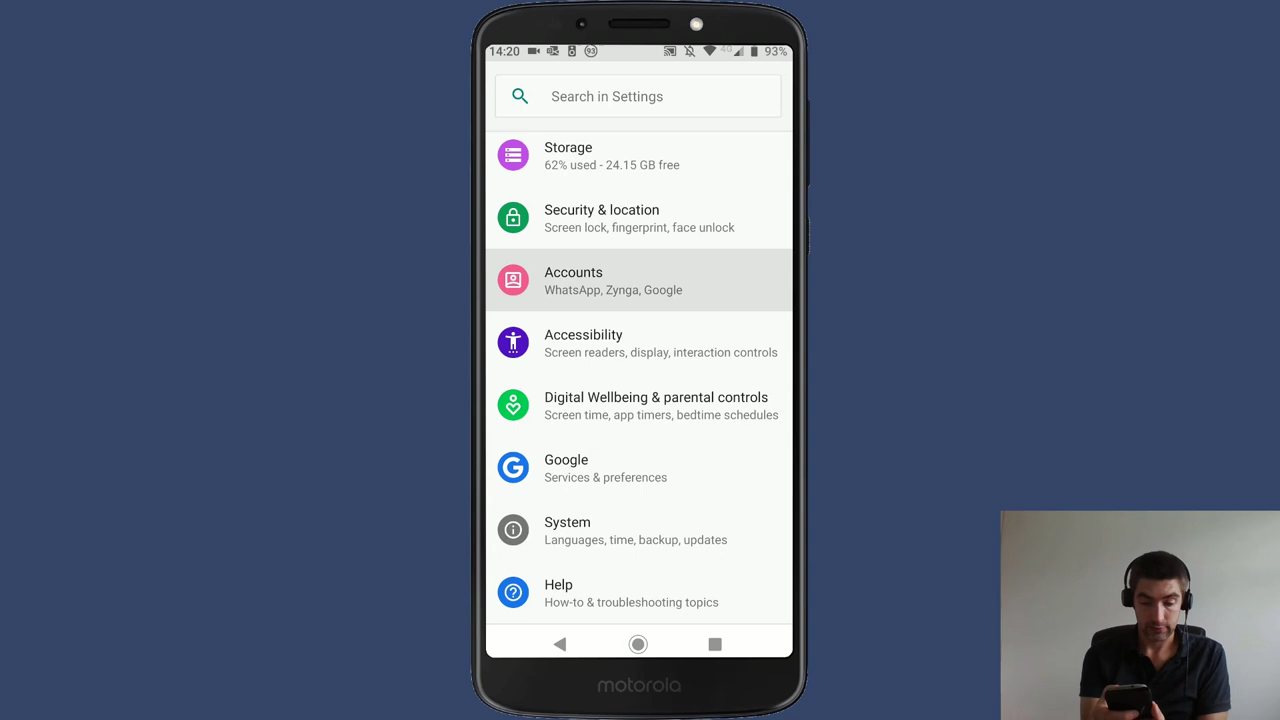 14:20 93 4G 93%
Search in Settings
Storage
62% used - 24.15 GB free
Security & location
Screen lock, fingerprint, face unlock
Accounts
WhatsApp, Zynga, Google
Accessibility
Screen readers, display, interaction controls
Digital Wellbeing & parental controls
Screen time, app timers, bedtime schedules
Google
Services & preferences
System
Languages, time, backup, updates
Help
How-to & troubleshooting topics
motorola